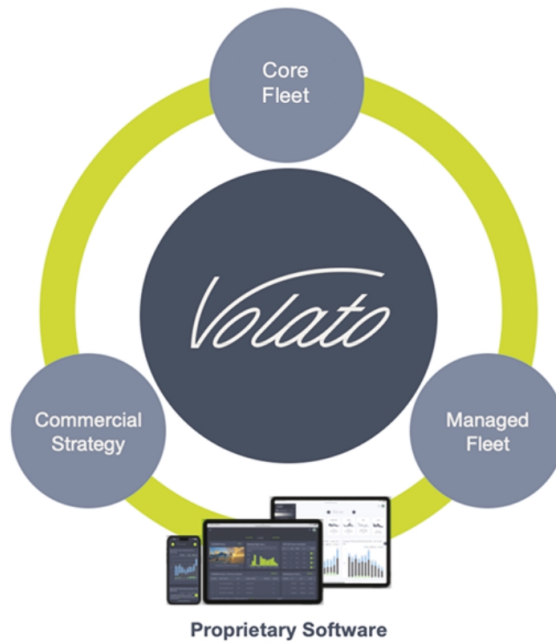 Core
Fleet
Volato
Commercial
Strategy
Managed
Fleet
Proprietary Software